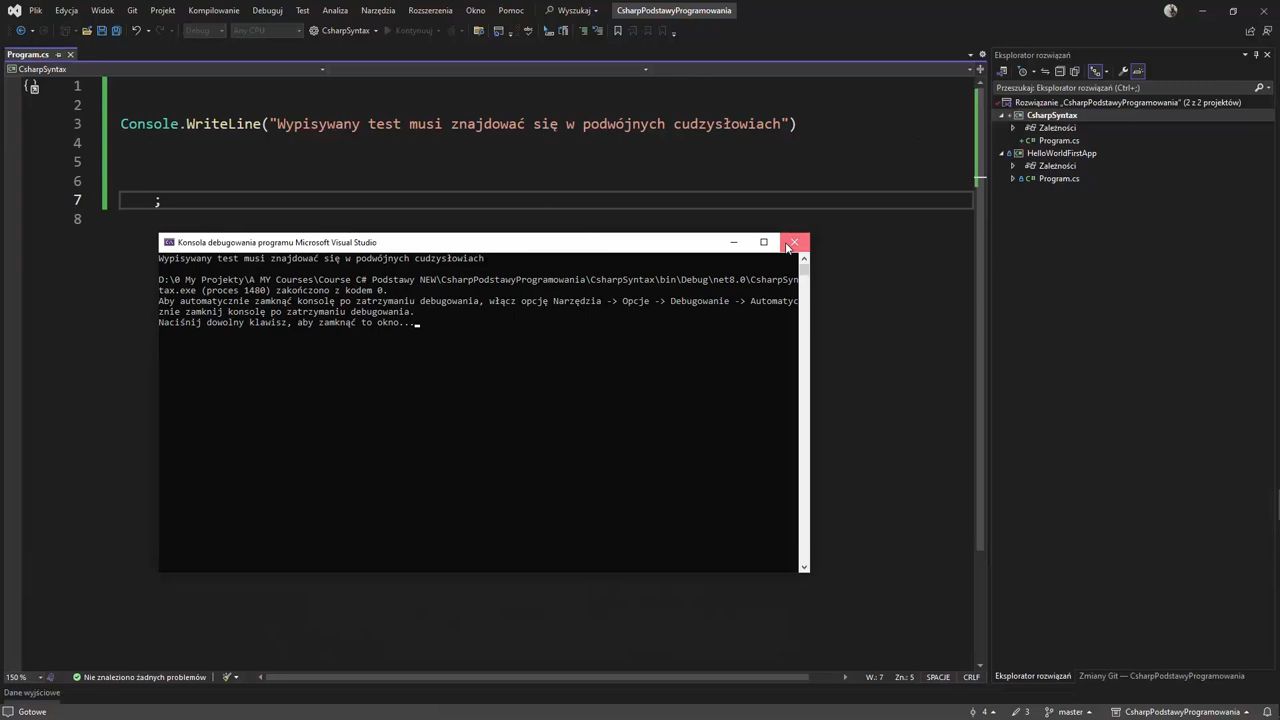 Plik Edycja Widok Git Projekt Kompilowanie Debuguj Test Analiza Narzędzia Rozszerzenia Okno Pomoc Wyszukaj CsharpPodstawyProgramowania
Debug Any CPU CsharpSyntax Kontynuuj
Program.cs
CsharpSyntax
1
2
3 Console.WriteLine("Wypisywany test musi znajdować się w podwójnych cudzysłowiach")
4
5
6
7 ;
8
Konsola debugowania programu Microsoft Visual Studio
Wypisywany test musi znajdować się w podwójnych cudzysłowiach
D:\0 My Projekty\A MY Courses\Course C# Podstawy NEW\CsharpPodstawyProgramowania\CsharpSyntax\bin\Debug\net8.0\CsharpSyn
tax.exe (proces 1480) zakończono z kodem 0.
Aby automatycznie zamknąć konsolę po zatrzymaniu debugowania, włącz opcję Narzędzia -> Opcje -> Debugowanie -> Automatyc
znie zamknij konsolę po zatrzymaniu debugowania.
Naciśnij dowolny klawisz, aby zamknąć to okno...
Eksplorator rozwiązań
Przeszukaj: Eksplorator rozwiązań (Ctrl+;)
Rozwiązanie „CsharpPodstawyProgramowania" (2 z 2 projektów)
CsharpSyntax
Zależności
Program.cs
HelloWorldFirstApp
Zależności
Program.cs
150 % Nie znaleziono żadnych problemów W.: 7 Zn.: 5 SPACJE CRLF
Eksplorator rozwiązań Zmiany Git — CsharpPodstawyProgramowania
Dane wyjściowe
Gotowe 4 3 master CsharpPodstawyProgramowania